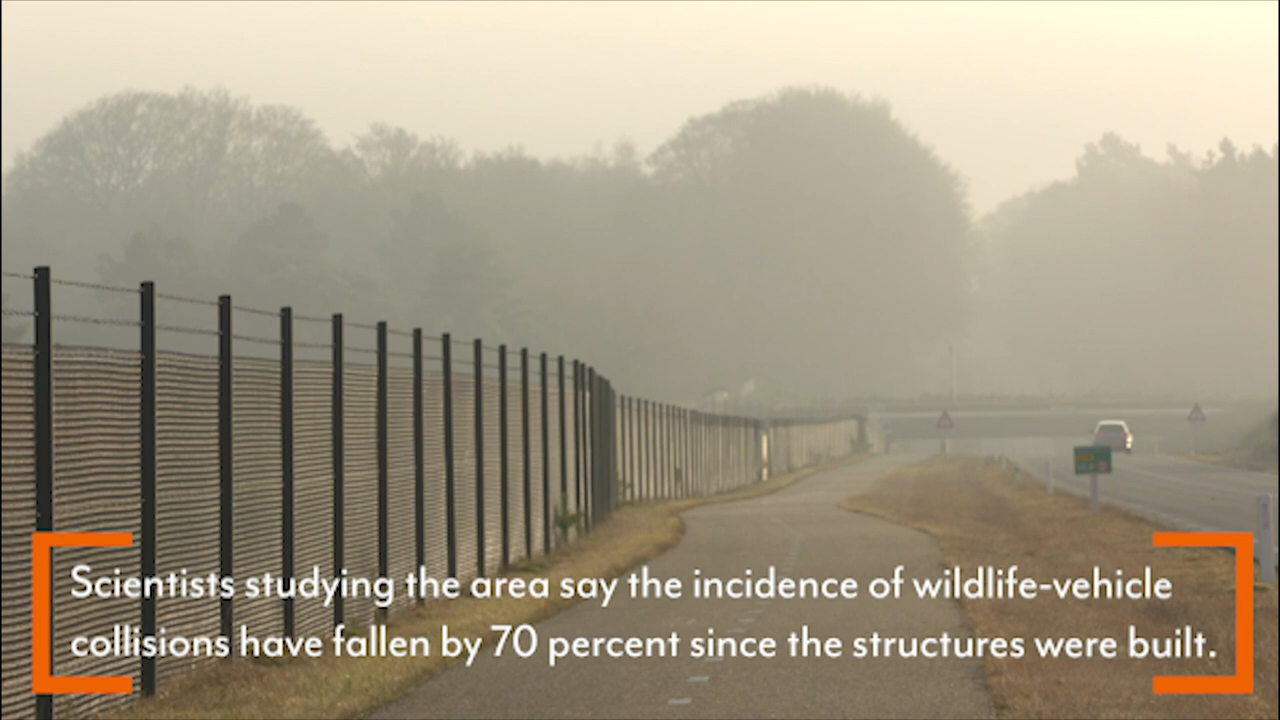 Scientists studying the area say the incidence of wildlife-vehicle
collisions have fallen by 70 percent since the structures were built.